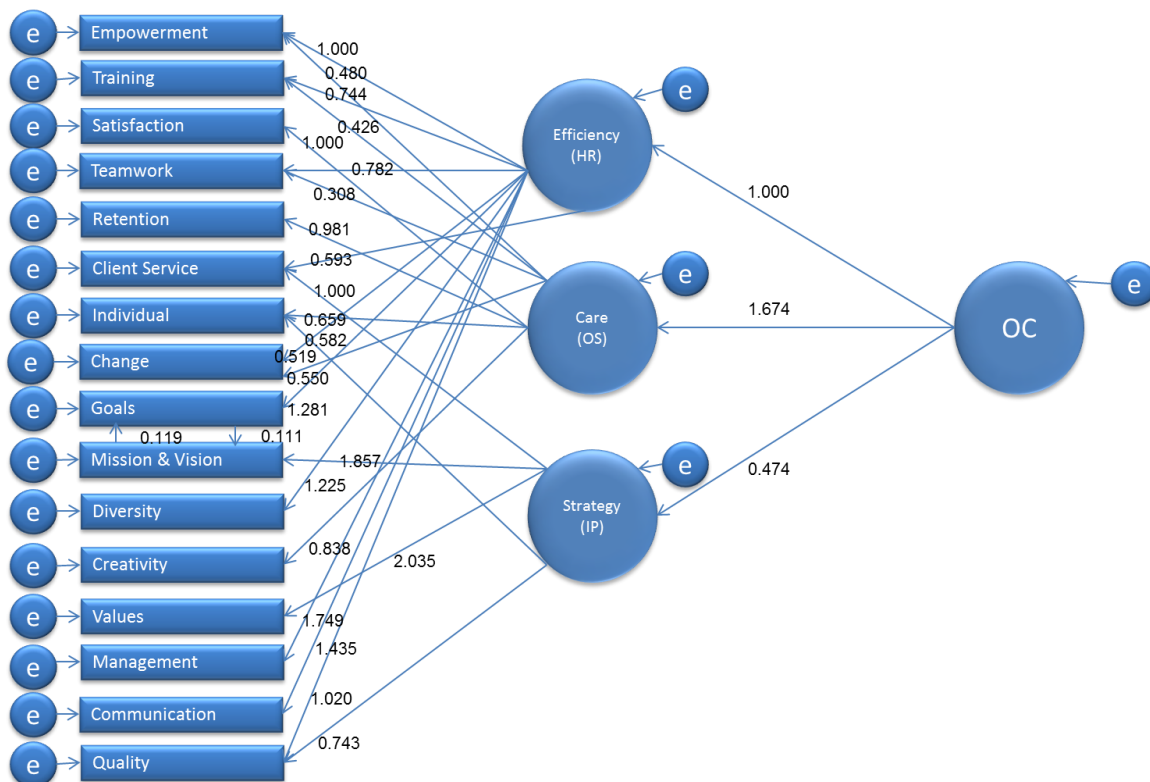 e
Empowerment
1.000
e
Training
0.480
0.744
e
Satisfaction
0.426
1.000
e
Teamwork
0.782
0.308
e
Retention
0.981
e
Client Service
0.593
1.000
e
Individual
0.659
0.582
e
Change
0.519
0.550
e
Goals
1.281
0.119
0.111
e
Mission & Vision
1.857
e
Diversity
1.225
e
Creativity
0.838
2.035
e
Values
1.749
e
Management
1.435
e
Communication
1.020
e
Quality
0.743
Efficiency
(HR)
e
Care
(OS)
e
Strategy
(IP)
e
1.000
1.674
0.474
OC
e